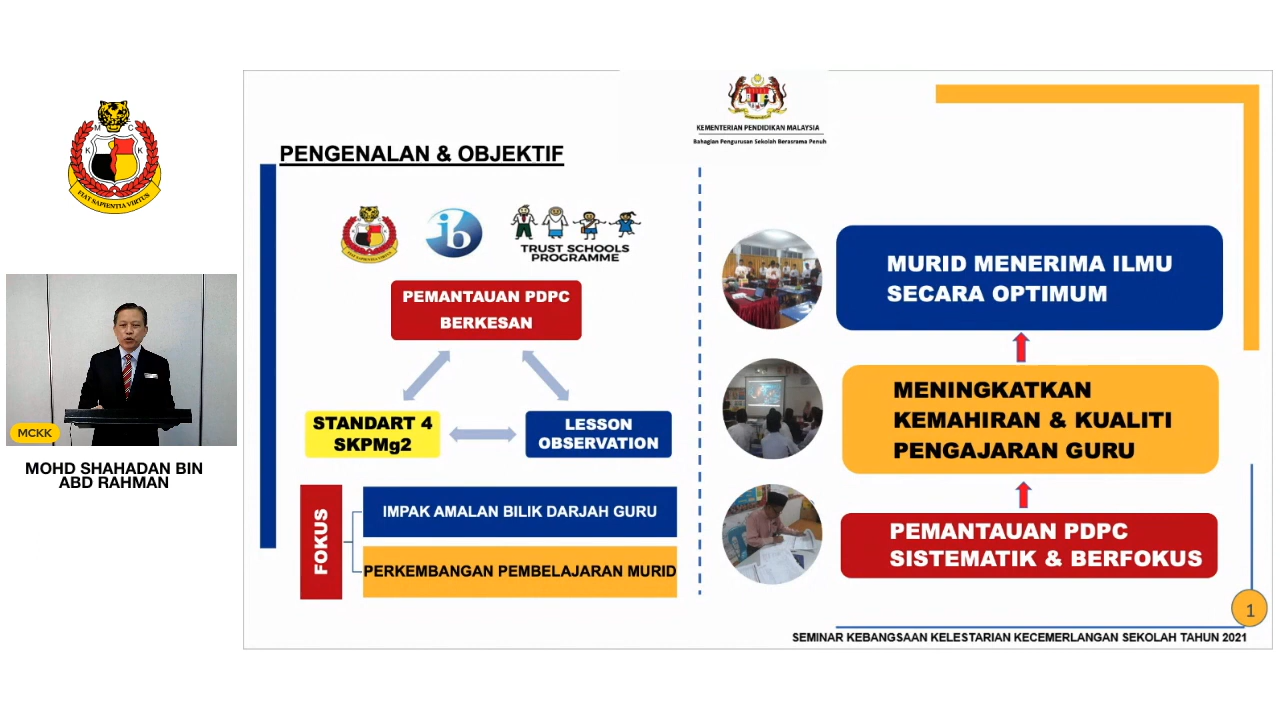 M C
K K
FIAT SAPIENTIA VIRTUS
MCKK
MOHD SHAHADAN BIN
ABD RAHMAN
KEMENTERIAN PENDIDIKAN MALAYSIA
Bahagian Pengurusan Sekolah Berasrama Penuh
PENGENALAN & OBJEKTIF
FIAT SAPIENTIA VIRTUS
ib
TRUST SCHOOLS
PROGRAMME
PEMANTAUAN PDPC
BERKESAN
STANDART 4
SKPMg2
LESSON
OBSERVATION
FOKUS
IMPAK AMALAN BILIK DARJAH GURU
PERKEMBANGAN PEMBELAJARAN MURID
MURID MENERIMA ILMU
SECARA OPTIMUM
MENINGKATKAN
KEMAHIRAN & KUALITI
PENGAJARAN GURU
PEMANTAUAN PDPC
SISTEMATIK & BERFOKUS
1
SEMINAR KEBANGSAAN KELESTARIAN KECEMERLANGAN SEKOLAH TAHUN 2021